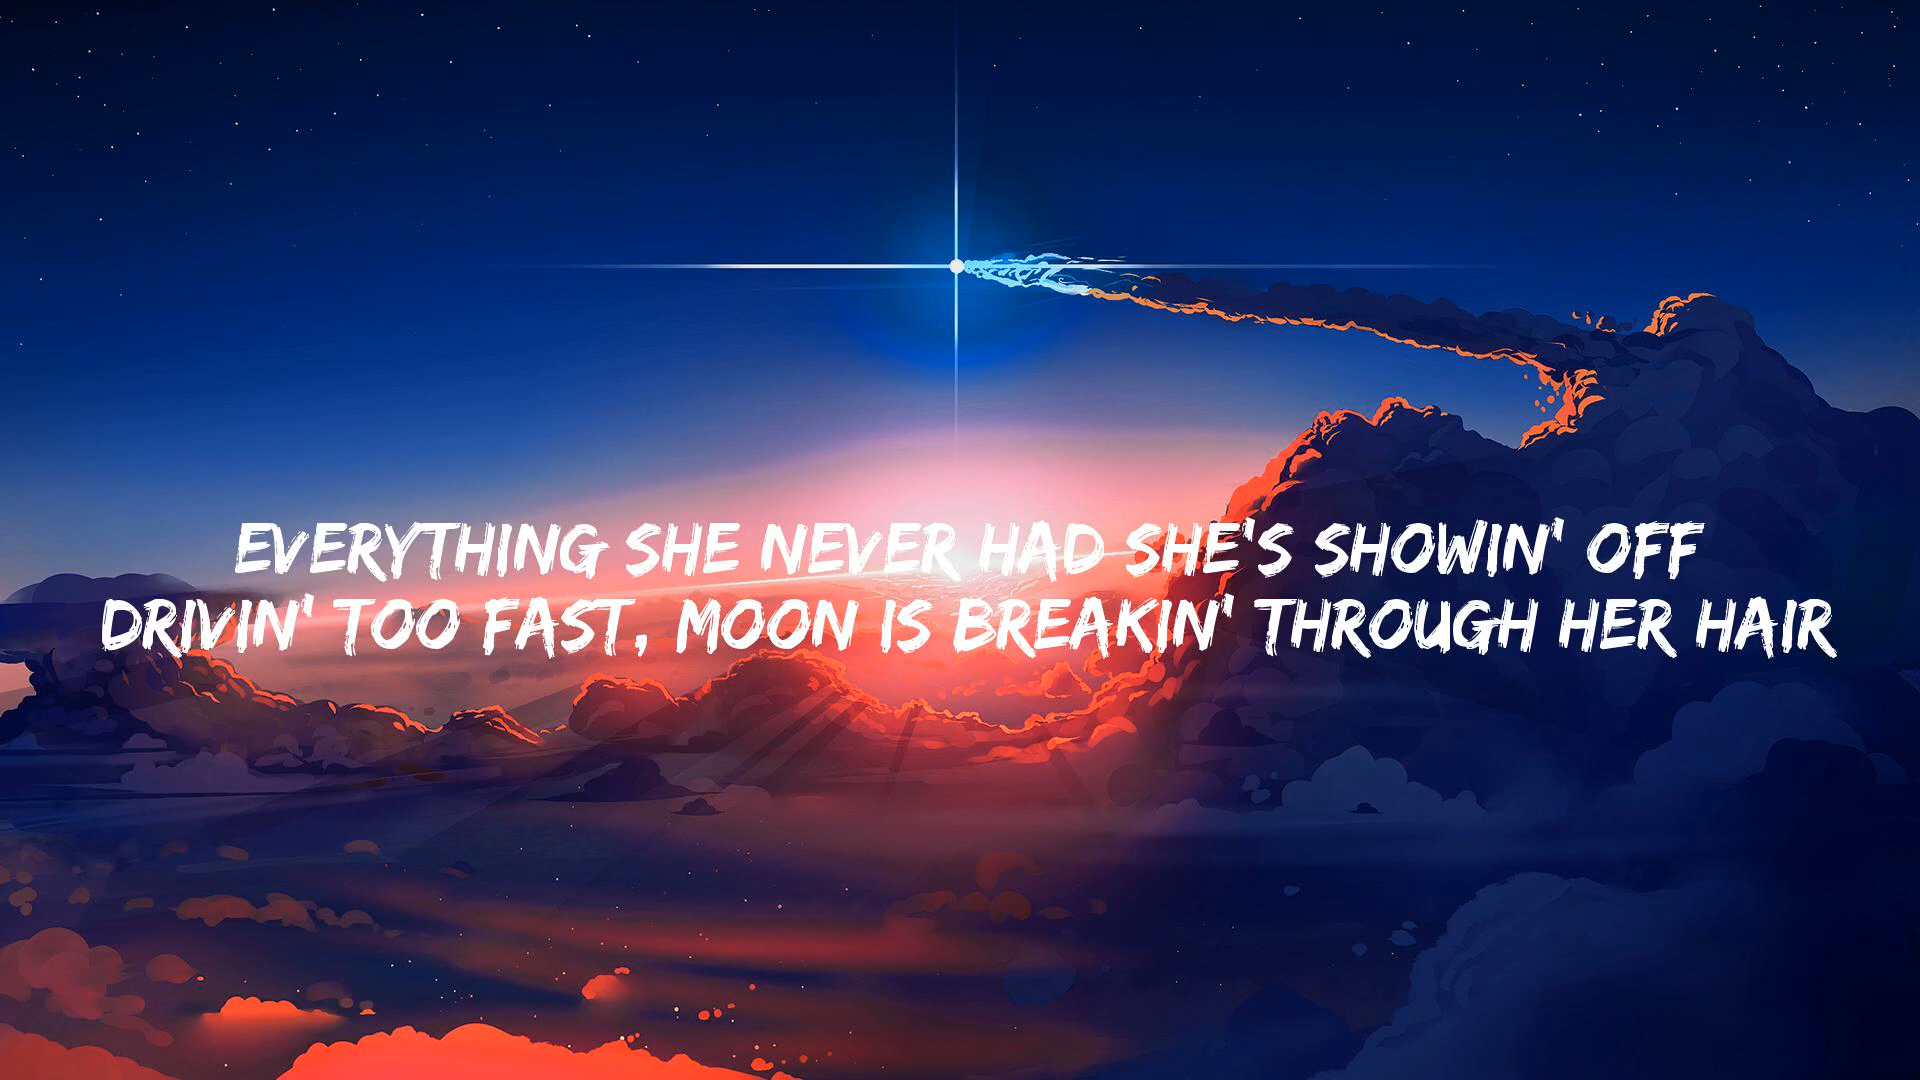 EVERYTHING SHE NEVER HAD SHE'S SHOWIN' OFF
DRIVIN' TOO FAST, MOON IS BREAKIN' THROUGH HER HAIR